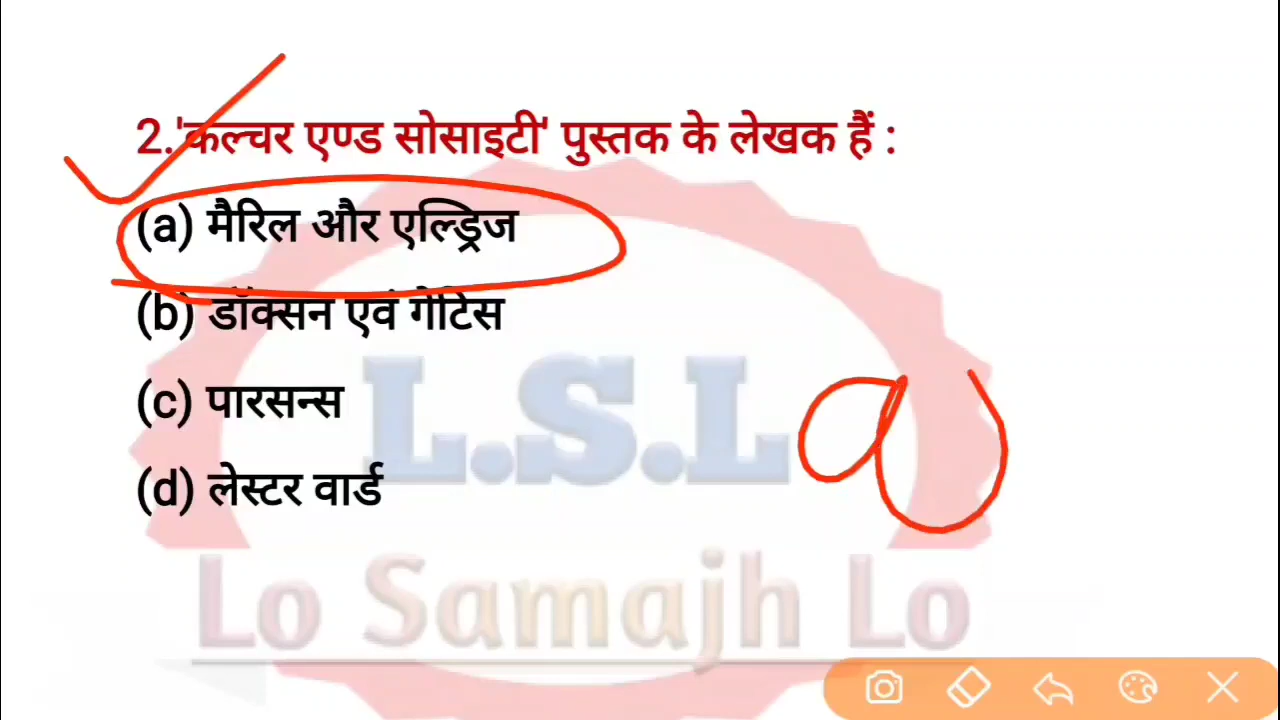 2.'कल्चर एण्ड सोसाइटी' पुस्तक के लेखक हैं :
(a) मैरिल और एल्ड्रिज
(b) डॉक्सन एवं गेटिस
(c) पारसन्स
(d) लेस्टर वार्ड
a
L.S.L
Lo Samajh Lo